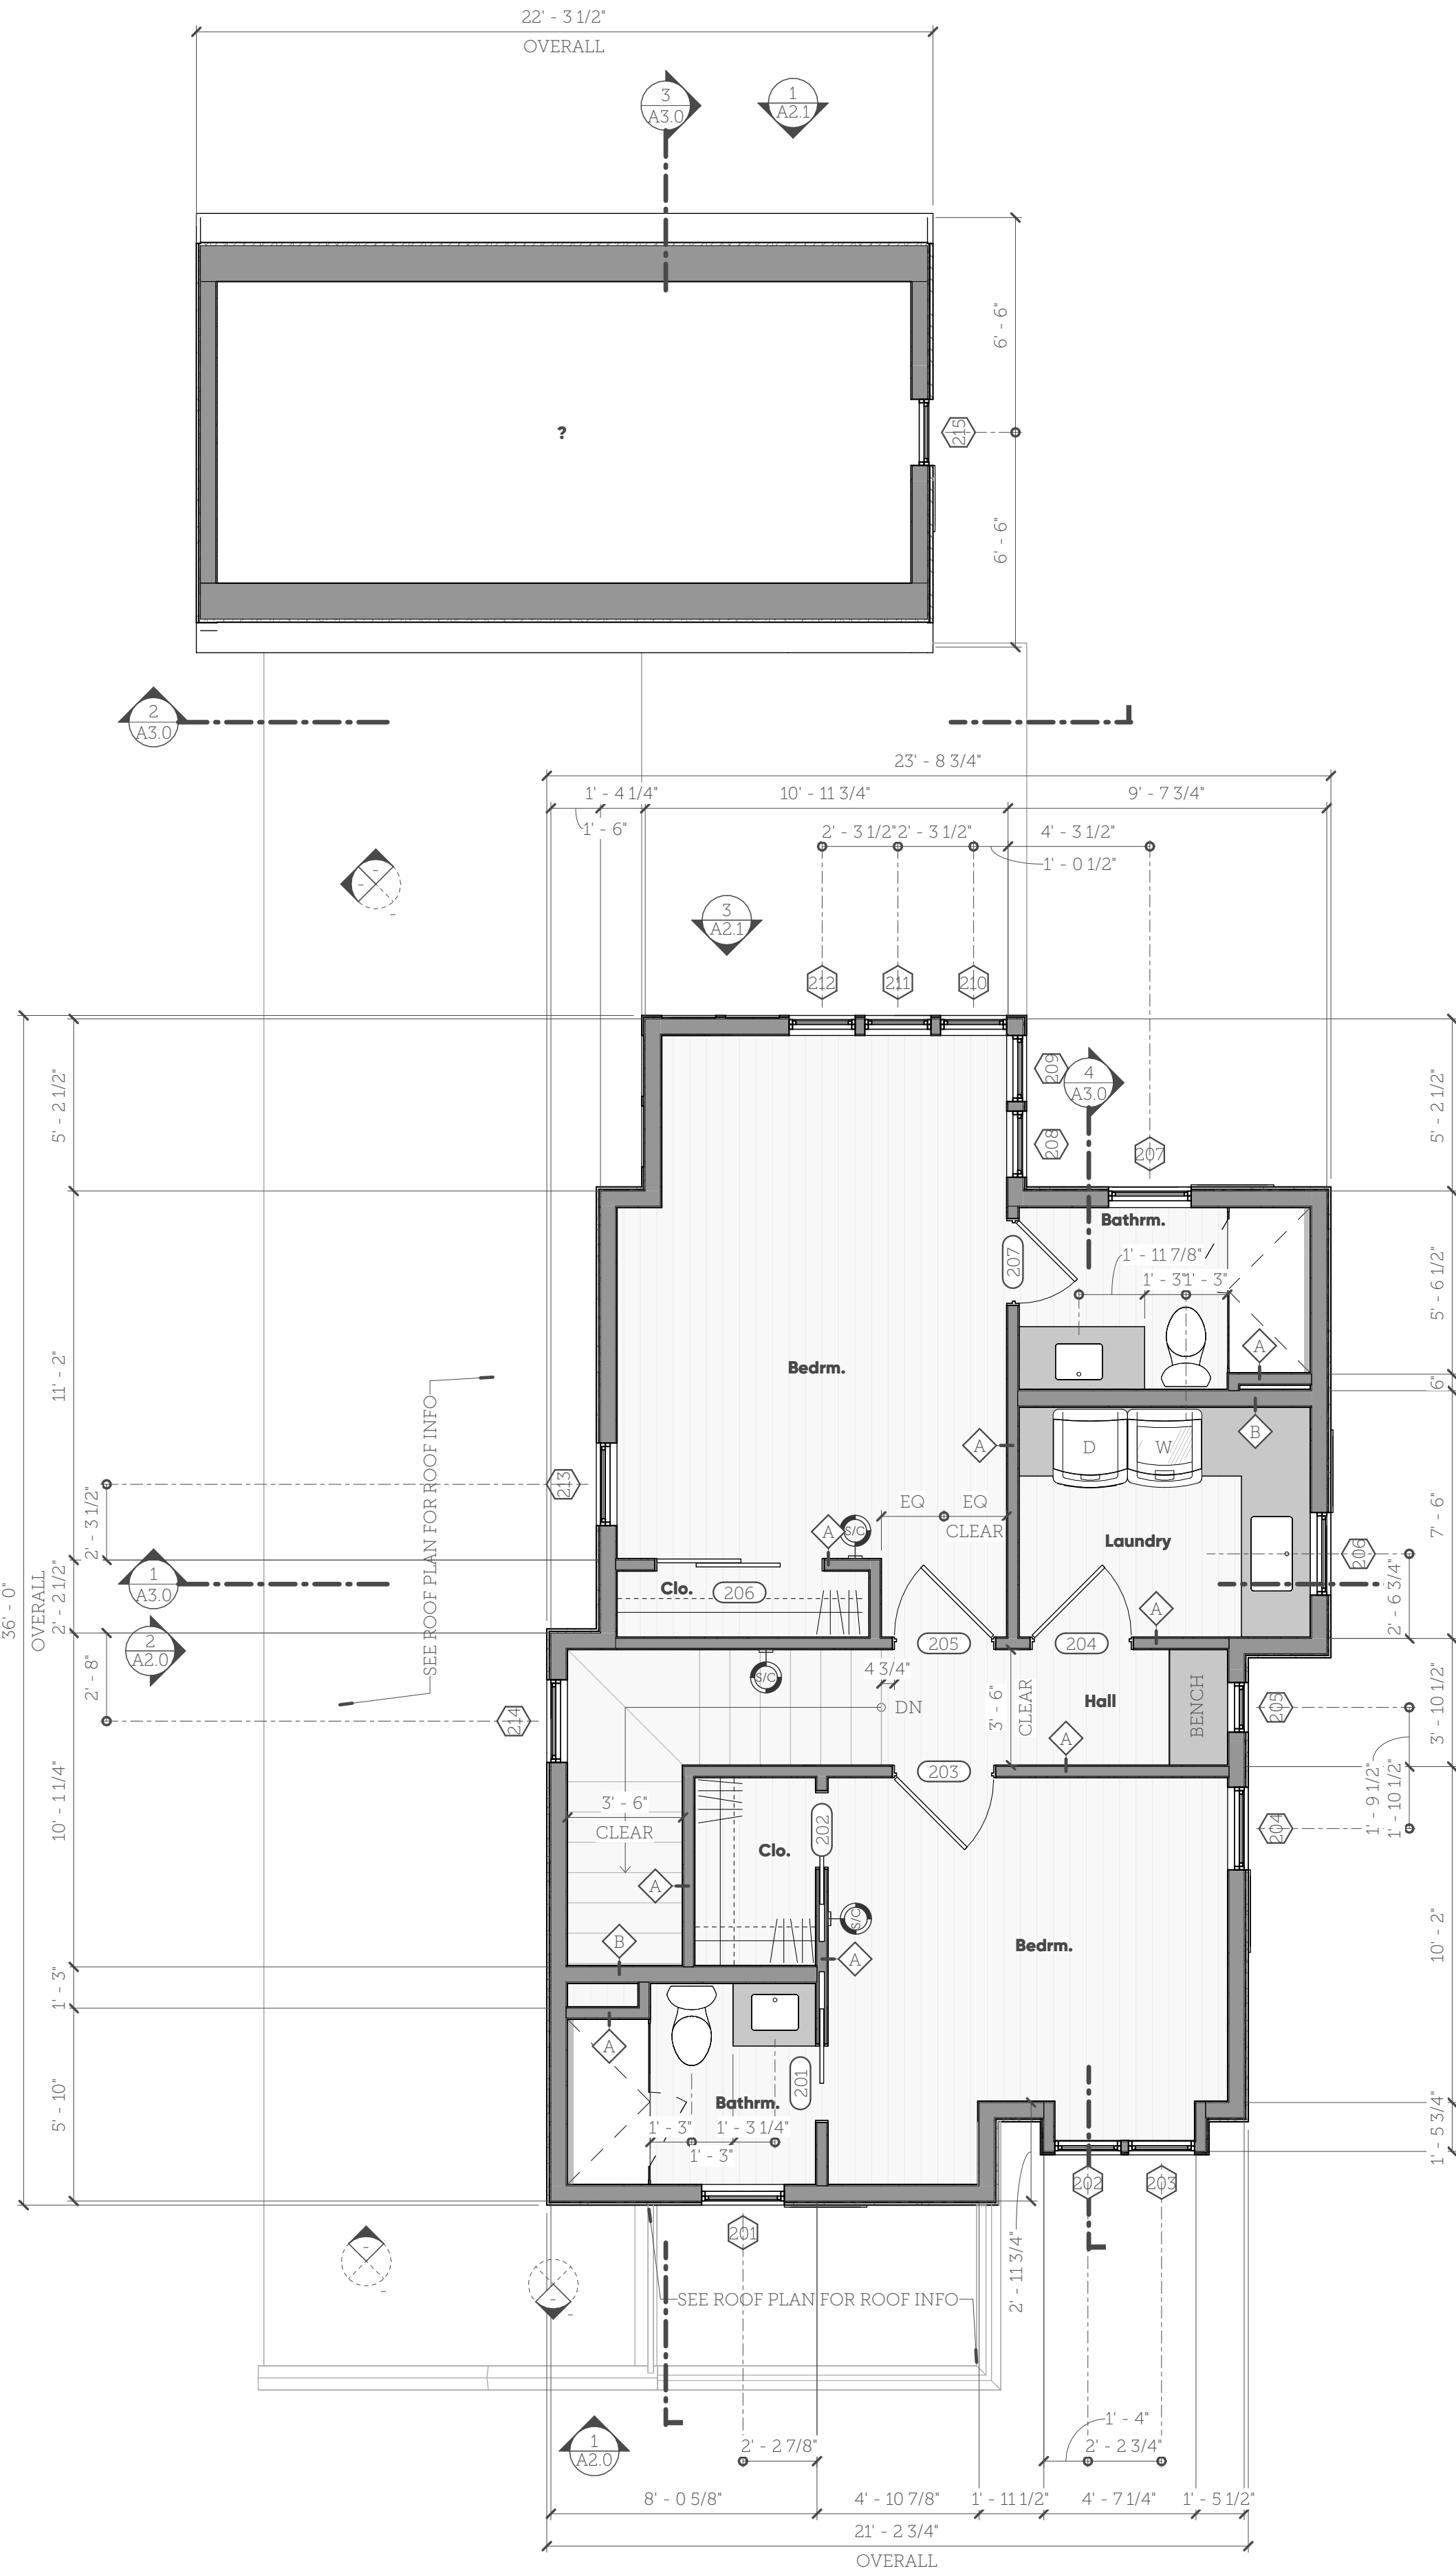 22' - 3 1/2"
OVERALL
3
A3.0
1
A2.1
6' - 6"
?
215
6' - 6"
2
A3.0
23' - 8 3/4"
1' - 4 1/4"
10' - 11 3/4"
9' - 7 3/4"
1' - 6"
2' - 3 1/2"
2' - 3 1/2"
4' - 3 1/2"
1' - 0 1/2"
3
A2.1
212
211
210
209
4
A3.0
208
207
5' - 2 1/2"
5' - 2 1/2"
Bathrm.
207
1' - 11 7/8"
1' - 3"
1' - 3"
5' - 6 1/2"
A
6"
11' - 2"
Bedrm.
SEE ROOF PLAN FOR ROOF INFO
A
B
D
W
213
2' - 3 1/2"
EQ
EQ
CLEAR
A
S/C
Laundry
206
7' - 6"
2' - 6 3/4"
1
A3.0
2' - 2 1/2"
36' - 0"
OVERALL
Clo.
206
A
205
204
2
A2.0
2' - 8"
S/C
4 3/4"
DN
3' - 6"
CLEAR
Hall
BENCH
214
205
3' - 10 1/2"
A
203
1' - 9 1/2"
1' - 10 1/2"
204
10' - 1 1/4"
3' - 6"
CLEAR
Clo.
202
A
S/C
B
A
Bedrm.
10' - 2"
1' - 3"
A
5' - 10"
Bathrm.
201
1' - 3"
1' - 3 1/4"
1' - 3"
1' - 5 3/4"
202
203
201
2' - 11 3/4"
SEE ROOF PLAN FOR ROOF INFO
1
A2.0
1' - 4"
2' - 2 7/8"
2' - 2 3/4"
8' - 0 5/8"
4' - 10 7/8"
1' - 11 1/2"
4' - 7 1/4"
1' - 5 1/2"
21' - 2 3/4"
OVERALL